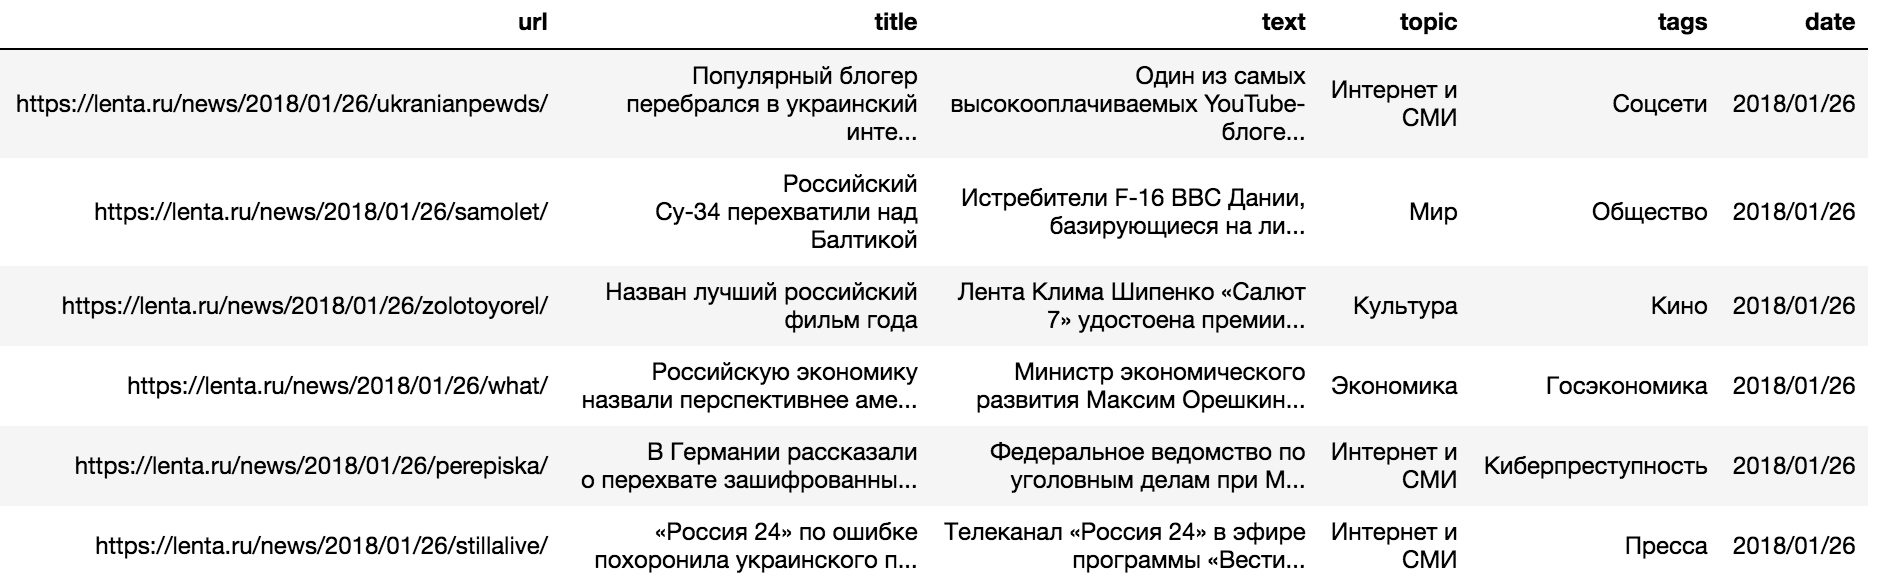 url title text topic tags date
https://lenta.ru/news/2018/01/26/ukranianpewds/
Популярный блогер
перебрался в украинский
инте...
Один из самых
высокооплачиваемых YouTube-
блоге...
Интернет и
СМИ
Соцсети
2018/01/26
https://lenta.ru/news/2018/01/26/samolet/
Российский
Су-34 перехватили над
Балтикой
Истребители F-16 ВВС Дании,
базирующиеся на ли...
Мир
Общество
2018/01/26
https://lenta.ru/news/2018/01/26/zolotoyorel/
Назван лучший российский
фильм года
Лента Клима Шипенко «Салют
7» удостоена премии...
Культура
Кино
2018/01/26
https://lenta.ru/news/2018/01/26/what/
Российскую экономику
назвали перспективнее аме...
Министр экономического
развития Максим Орешкин...
Экономика
Госэкономика
2018/01/26
https://lenta.ru/news/2018/01/26/perepiska/
В Германии рассказали
о перехвате зашифрованны...
Федеральное ведомство по
уголовным делам при М...
Интернет и
СМИ
Киберпреступность
2018/01/26
https://lenta.ru/news/2018/01/26/stillalive/
«Россия 24» по ошибке
похоронила украинского п...
Телеканал «Россия 24» в эфире
программы «Вести...
Интернет и
СМИ
Пресса
2018/01/26